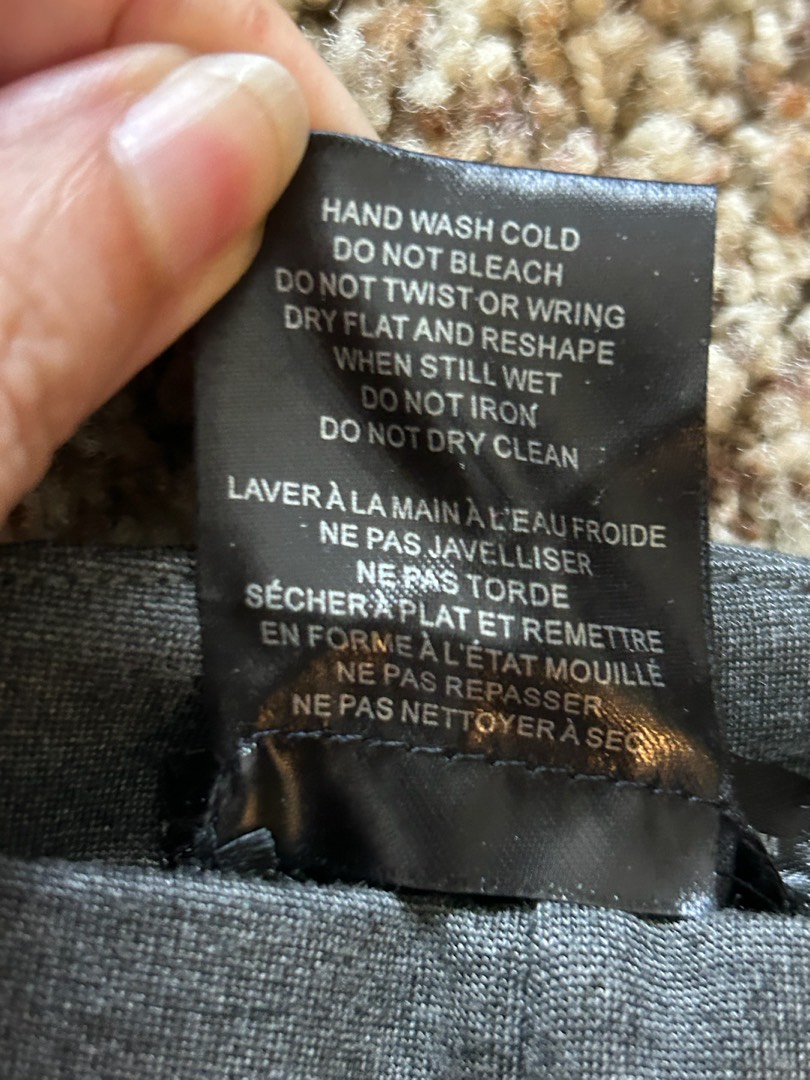 HAND WASH COLD
DO NOT BLEACH
DO NOT TWIST OR WRING
DRY FLAT AND RESHAPE
WHEN STILL WET
DO NOT IRON
DO NOT DRY CLEAN
LAVER À LA MAIN À L'EAU FROIDE
NE PAS JAVELLISER
NE PAS TORDE
SÉCHER À PLAT ET REMETTRE
EN FORME À L'ÉTAT MOUILLÉ
NE PAS REPASSER
NE PAS NETTOYER À SEC